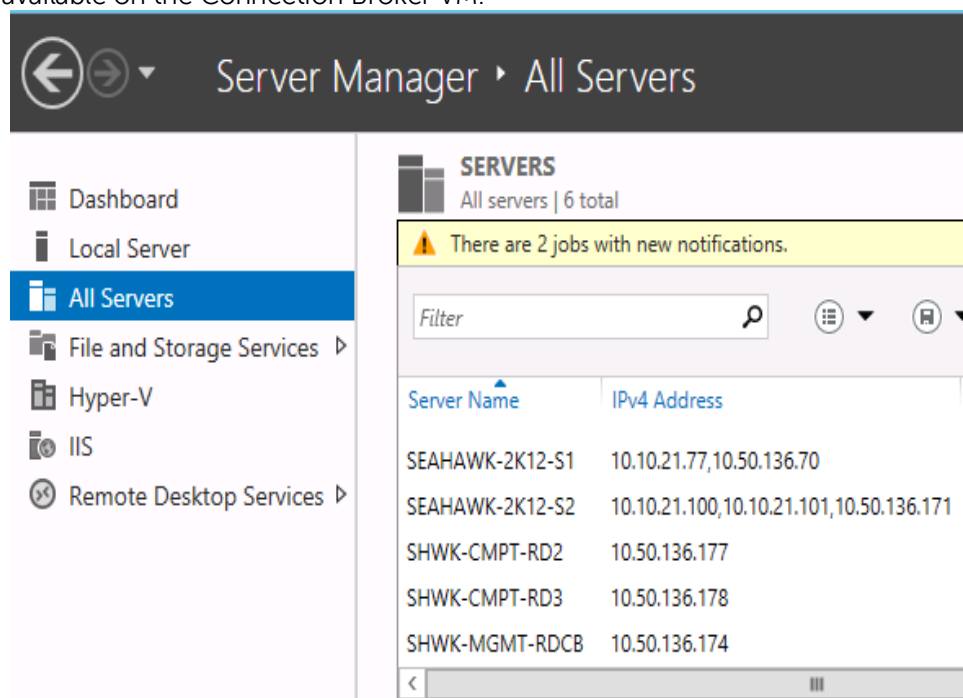 available on the Connection Broker VM.
Server Manager ‣ All Servers
Dashboard
Local Server
All Servers
File and Storage Services
Hyper-V
IIS
Remote Desktop Services
SERVERS
All servers | 6 total
There are 2 jobs with new notifications.
Filter
Server Name IPv4 Address
SEAHAWK-2K12-S1 10.10.21.77,10.50.136.70
SEAHAWK-2K12-S2 10.10.21.100,10.10.21.101,10.50.136.171
SHWK-CMPT-RD2 10.50.136.177
SHWK-CMPT-RD3 10.50.136.178
SHWK-MGMT-RDCB 10.50.136.174